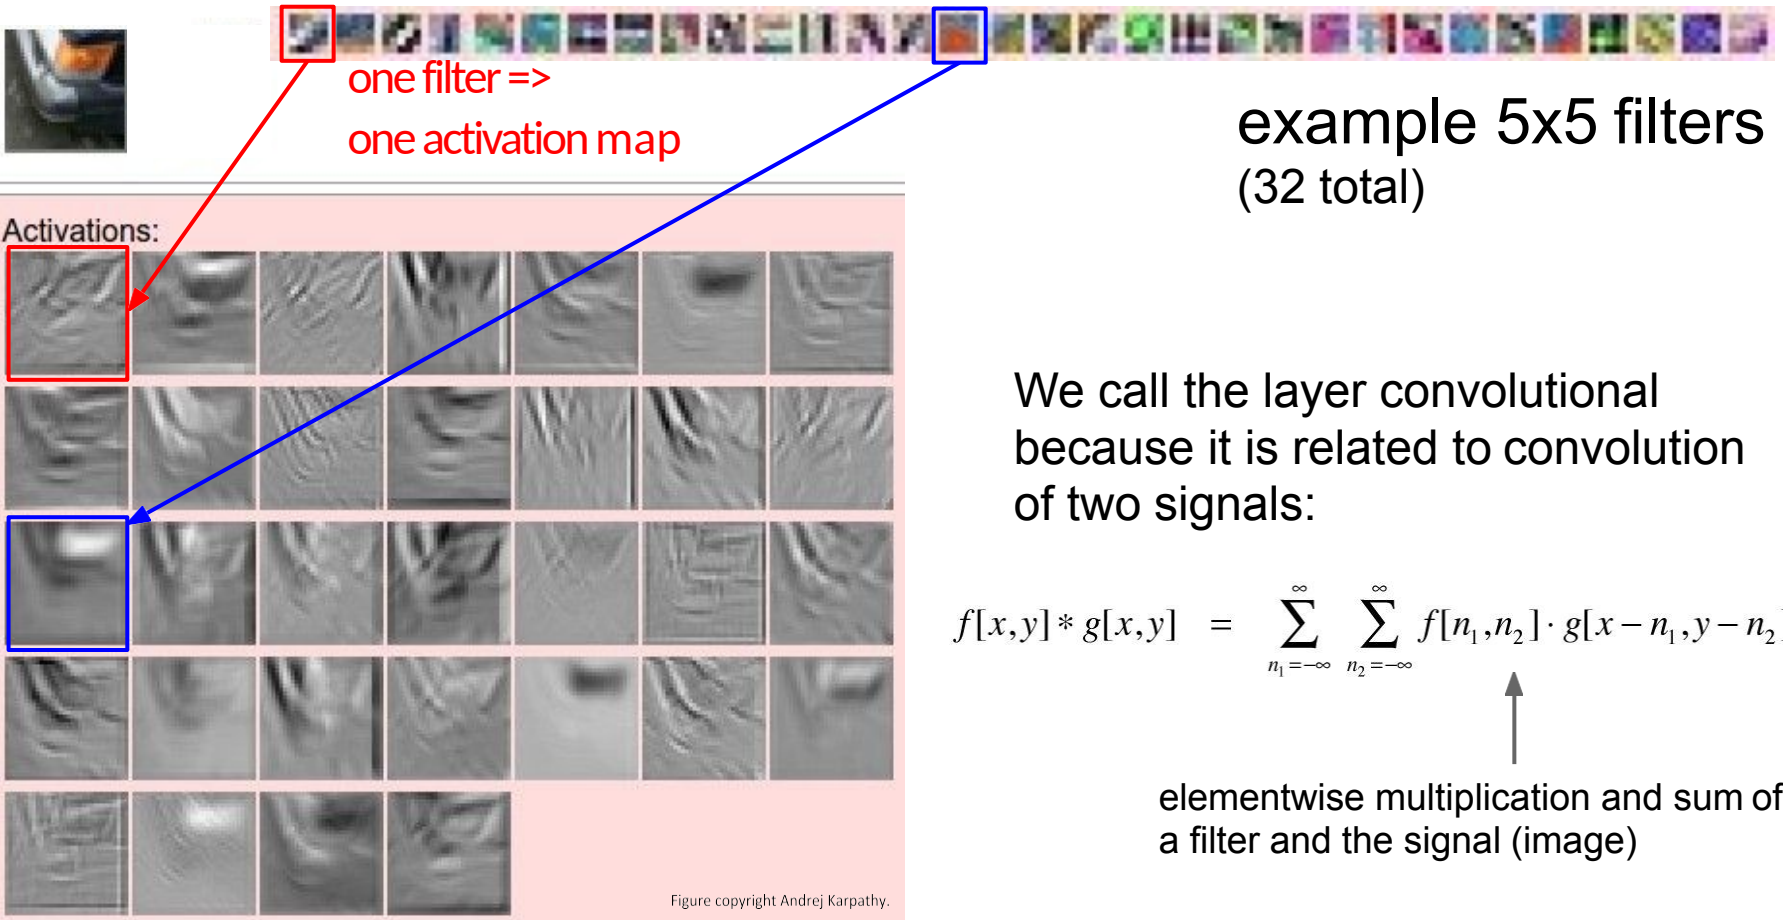 one filter =>
one activation map
example 5x5 filters
(32 total)
Activations:
We call the layer convolutional
because it is related to convolution
of two signals:
f[x,y] * g[x,y] = ∑_{n₁=−∞}^{∞} ∑_{n₂=−∞}^{∞} f[n₁,n₂] · g[x − n₁, y − n₂]
elementwise multiplication and sum of
a filter and the signal (image)
Figure copyright Andrej Karpathy.